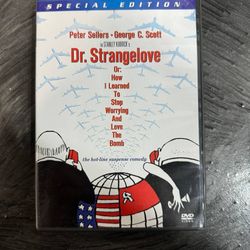 SPECIAL EDITION
Peter Sellers · George C. Scott
Dr. Strangelove
Or:
How
I Learned
To
Stop
Worrying
And
Love
The
Bomb
the hot-line suspense comedy
DVD